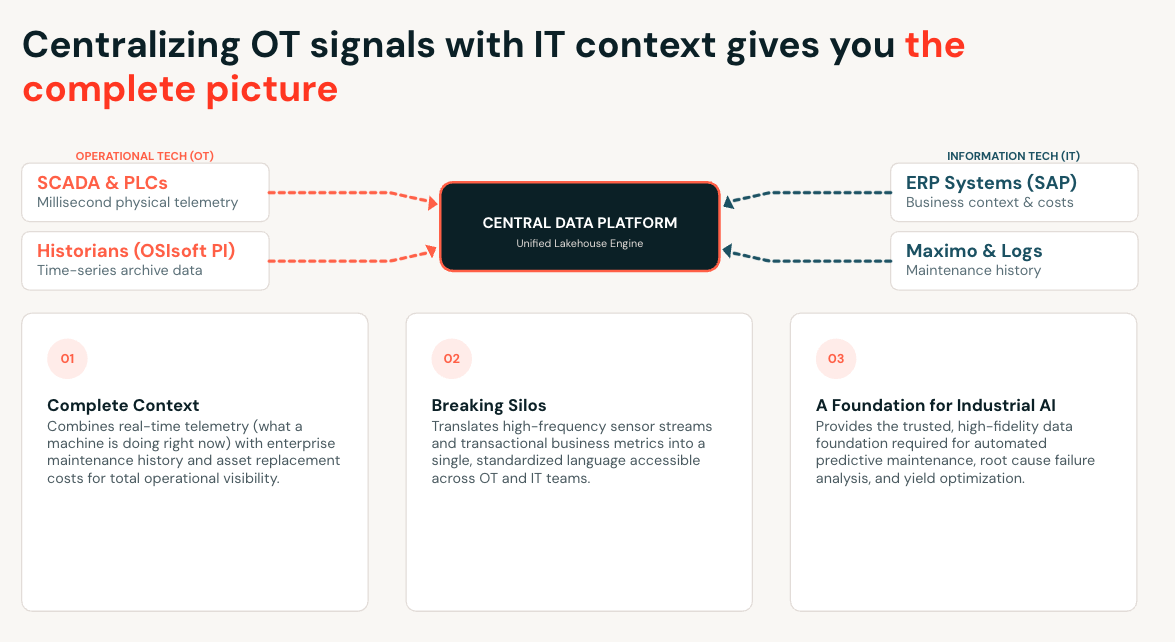 Centralizing OT signals with IT context gives you the
complete picture
OPERATIONAL TECH (OT)
SCADA & PLCs
Millisecond physical telemetry
Historians (OSIsoft PI)
Time-series archive data
CENTRAL DATA PLATFORM
Unified Lakehouse Engine
INFORMATION TECH (IT)
ERP Systems (SAP)
Business context & costs
Maximo & Logs
Maintenance history
01
Complete Context
Combines real-time telemetry (what a
machine is doing right now) with enterprise
maintenance history and asset replacement
costs for total operational visibility.
02
Breaking Silos
Translates high-frequency sensor streams
and transactional business metrics into a
single, standardized language accessible
across OT and IT teams.
03
A Foundation for Industrial AI
Provides the trusted, high-fidelity data
foundation required for automated
predictive maintenance, root cause failure
analysis, and yield optimization.